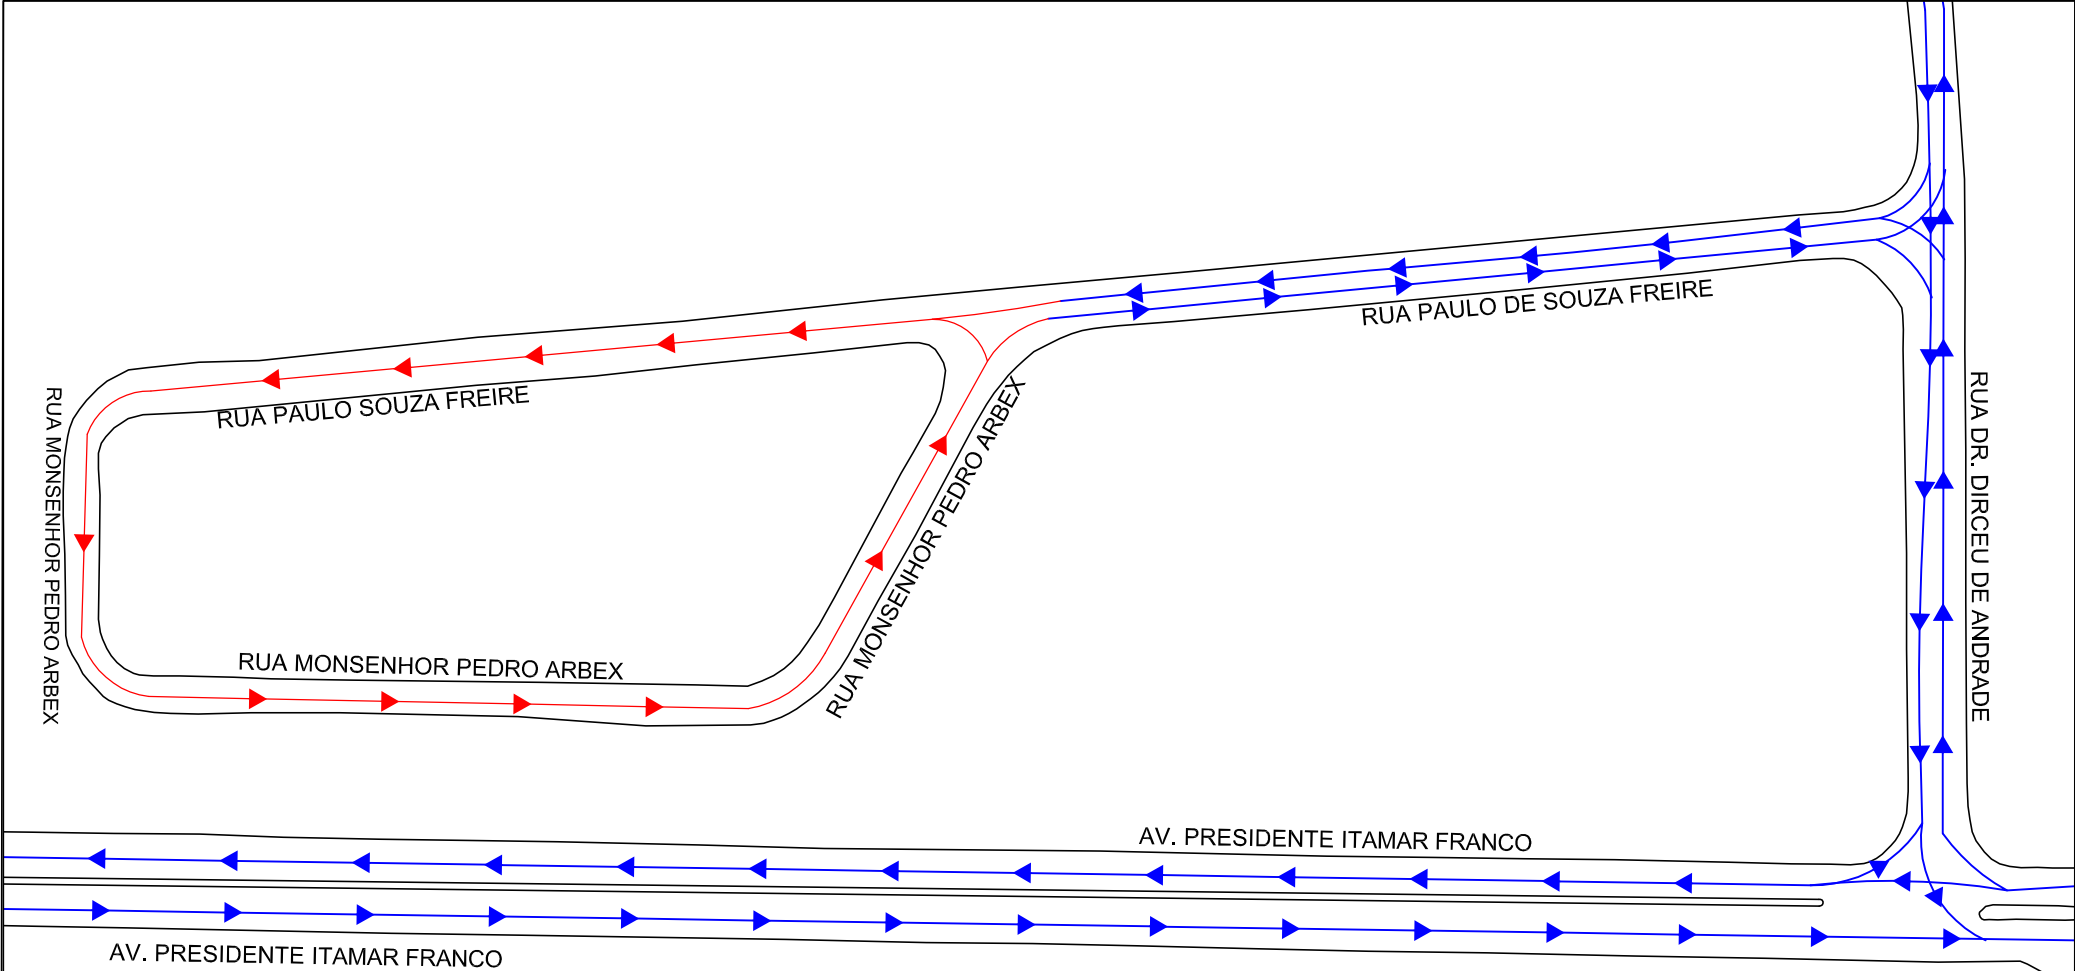 RUA PAULO DE SOUZA FREIRE
RUA PAULO SOUZA FREIRE
RUA MONSENHOR PEDRO ARBEX
RUA MONSENHOR PEDRO ARBEX
RUA MONSENHOR PEDRO ARBEX
RUA DR. DIRCEU DE ANDRADE
AV. PRESIDENTE ITAMAR FRANCO
AV. PRESIDENTE ITAMAR FRANCO